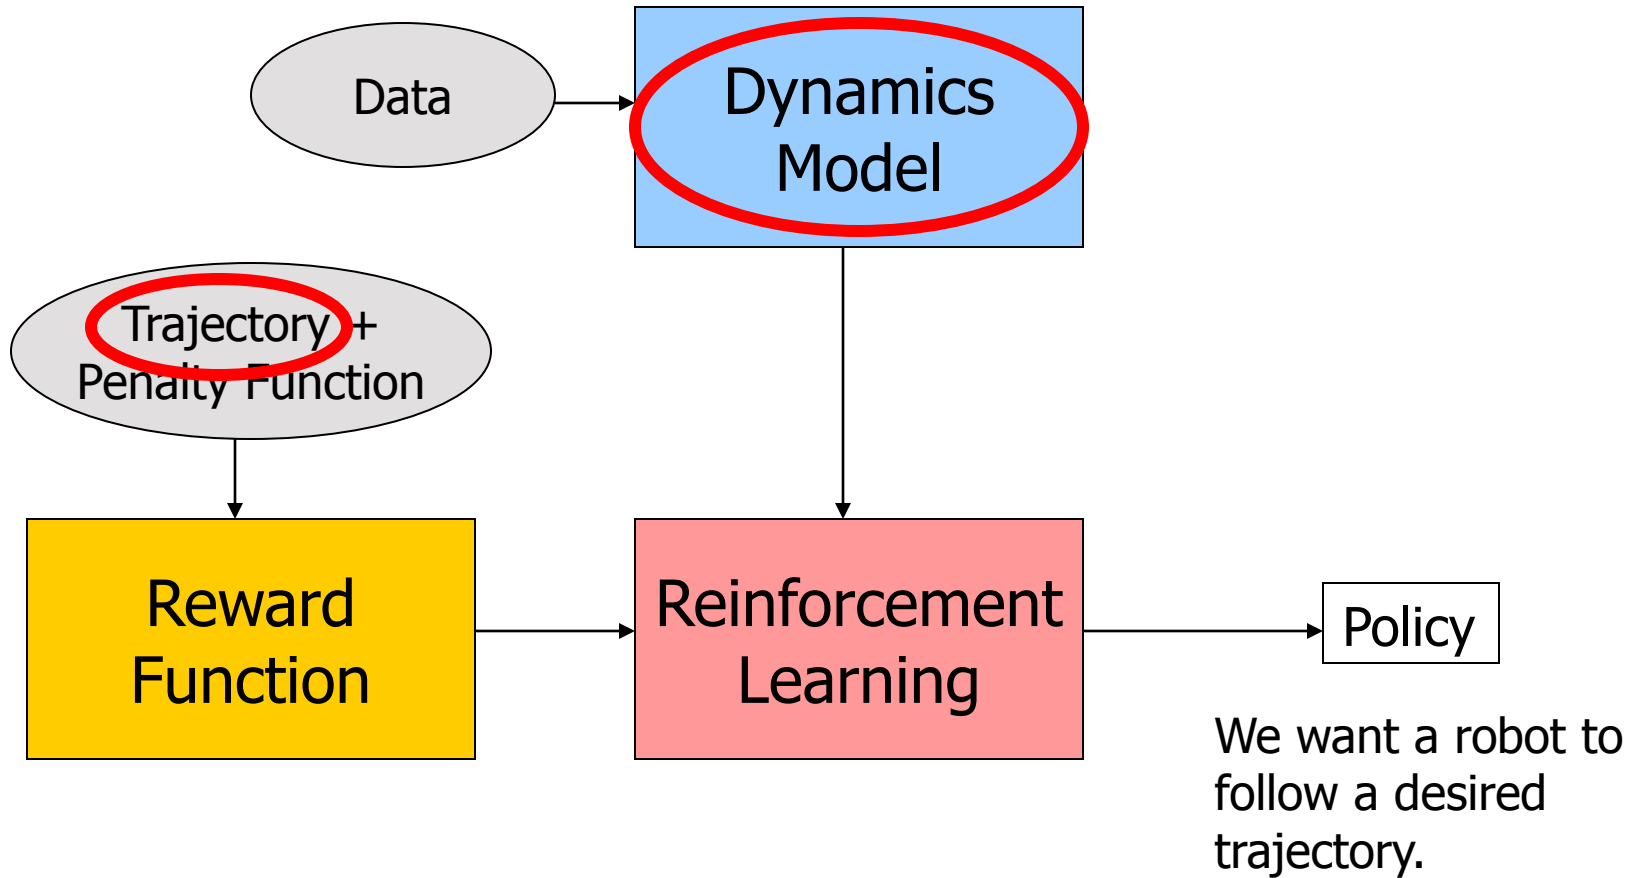 Data
Dynamics
Model
Trajectory +
Penalty Function
Reward
Function
Reinforcement
Learning
Policy
We want a robot to
follow a desired
trajectory.